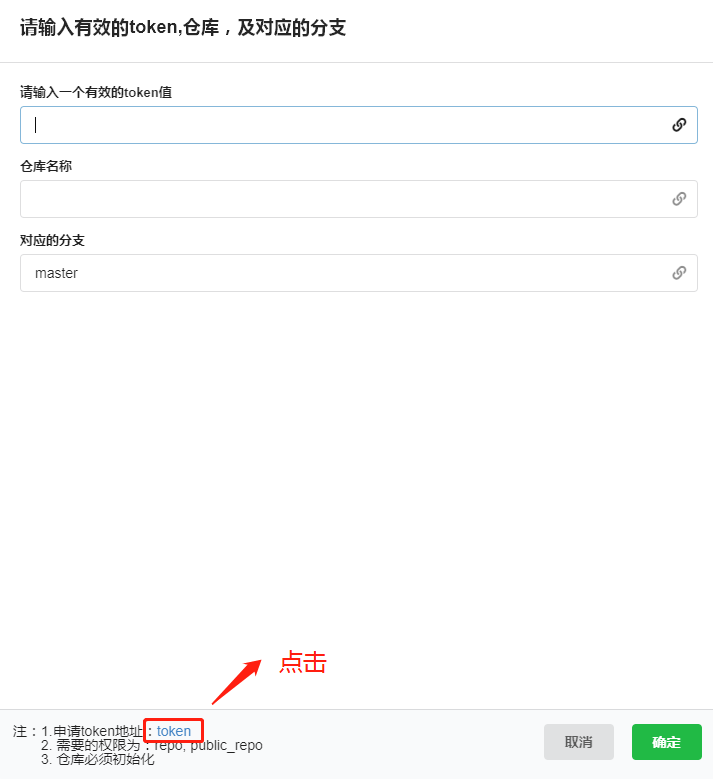 请输入有效的token,仓库，及对应的分支
请输入一个有效的token值
仓库名称
对应的分支
master
点击
注：1.申请token地址：token
2. 需要的权限为：repo, public_repo
3. 仓库必须初始化
取消
确定